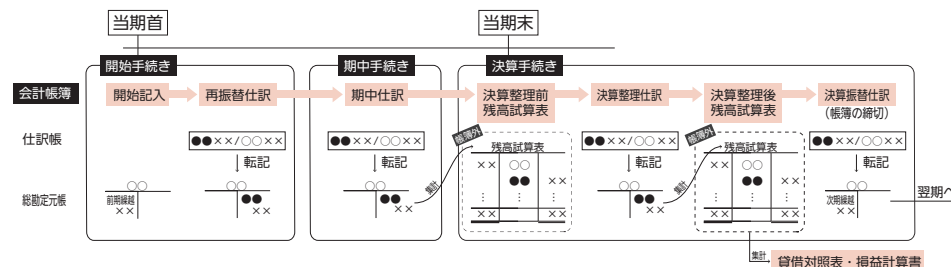 当期首
当期末
開始手続き
期中手続き
決算手続き
会計帳簿
開始記入
再振替仕訳
期中仕訳
決算整理前
残高試算表
決算整理仕訳
決算整理後
残高試算表
決算振替仕訳
(帳簿の締切)
仕訳帳
●●××/○○××
●●××/○○××
帳簿外
残高試算表
●●××/○○××
帳簿外
残高試算表
●●××/○○××
転記
転記
×× ○○
●● ××
転記
×× ○○
●● ××
転記
総勘定元帳
○○
前期繰越
××
○○
●●
××
○○
●●
××
集計
⋮ ⋮ ⋮
×× ××
○○
●●
××
集計
⋮ ⋮ ⋮
×× ××
○○
次期繰越
××
翌期へ
集計
貸借対照表・損益計算書